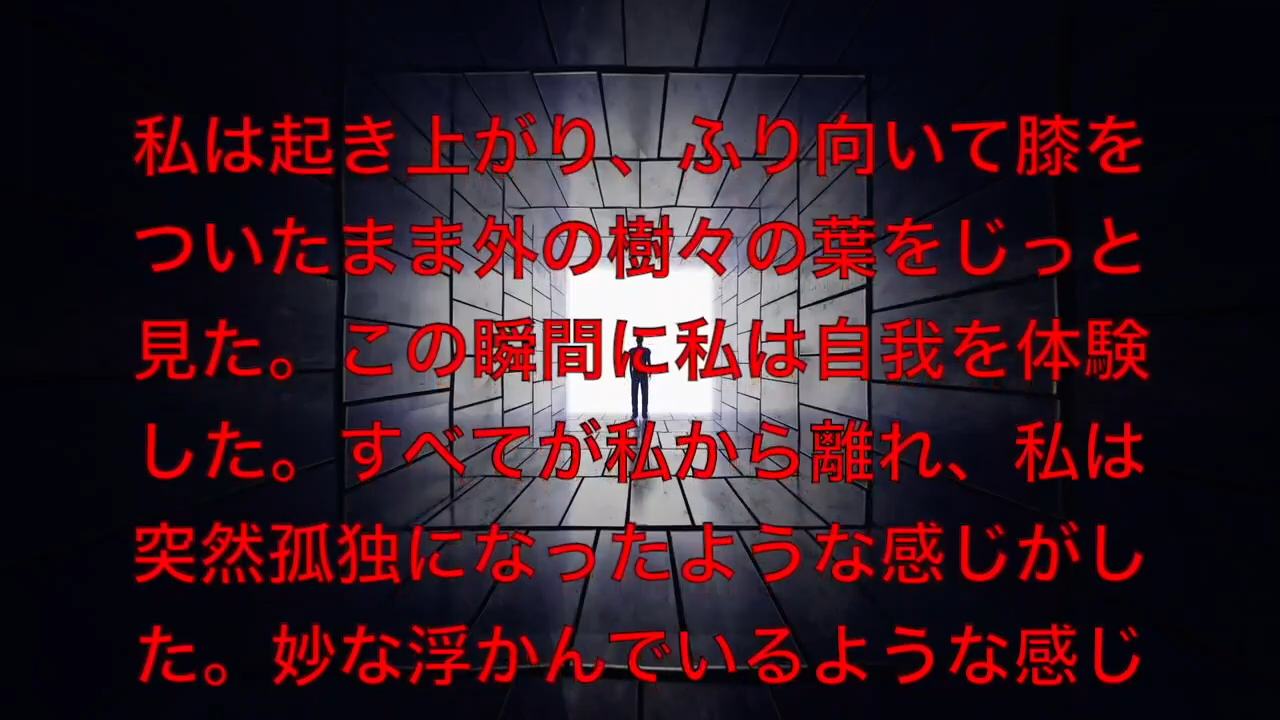 私は起き上がり、ふり向いて膝を
ついたまま外の樹々の葉をじっと
見た。この瞬間に私は自我を体験
した。すべてが私から離れ、私は
突然孤独になったような感じがし
た。妙な浮かんでいるような感じ